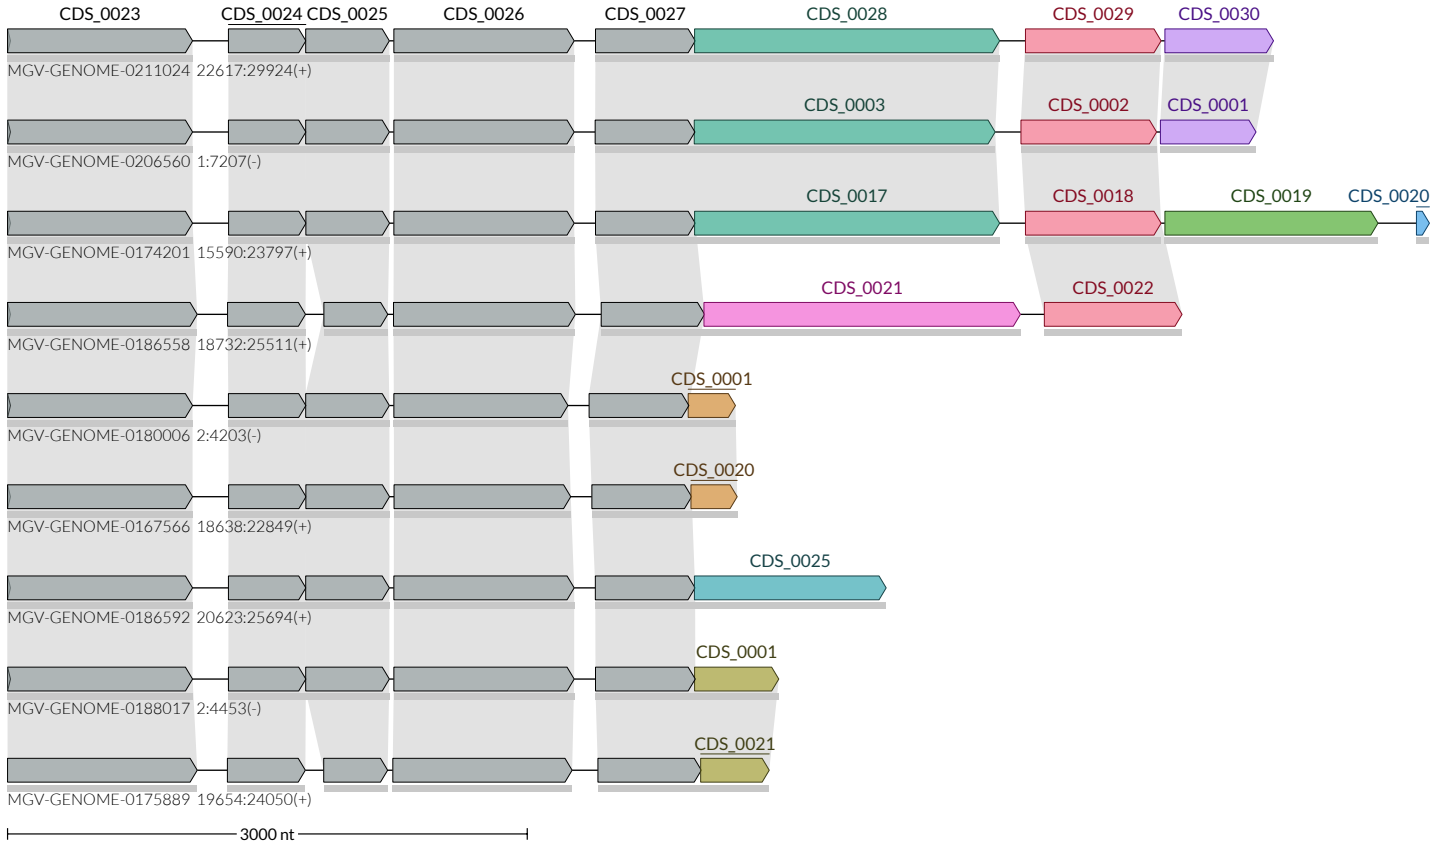 CDS_0023 CDS_0024 CDS_0025 CDS_0026 CDS_0027 CDS_0028 CDS_0029 CDS_0030
MGV-GENOME-0211024 22617:29924(+)
CDS_0003 CDS_0002 CDS_0001
MGV-GENOME-0206560 1:7207(-)
CDS_0017 CDS_0018 CDS_0019 CDS_0020
MGV-GENOME-0174201 15590:23797(+)
CDS_0021 CDS_0022
MGV-GENOME-0186558 18732:25511(+)
CDS_0001
MGV-GENOME-0180006 2:4203(-)
CDS_0020
MGV-GENOME-0167566 18638:22849(+)
CDS_0025
MGV-GENOME-0186592 20623:25694(+)
CDS_0001
MGV-GENOME-0188017 2:4453(-)
CDS_0021
MGV-GENOME-0175889 19654:24050(+)
3000 nt